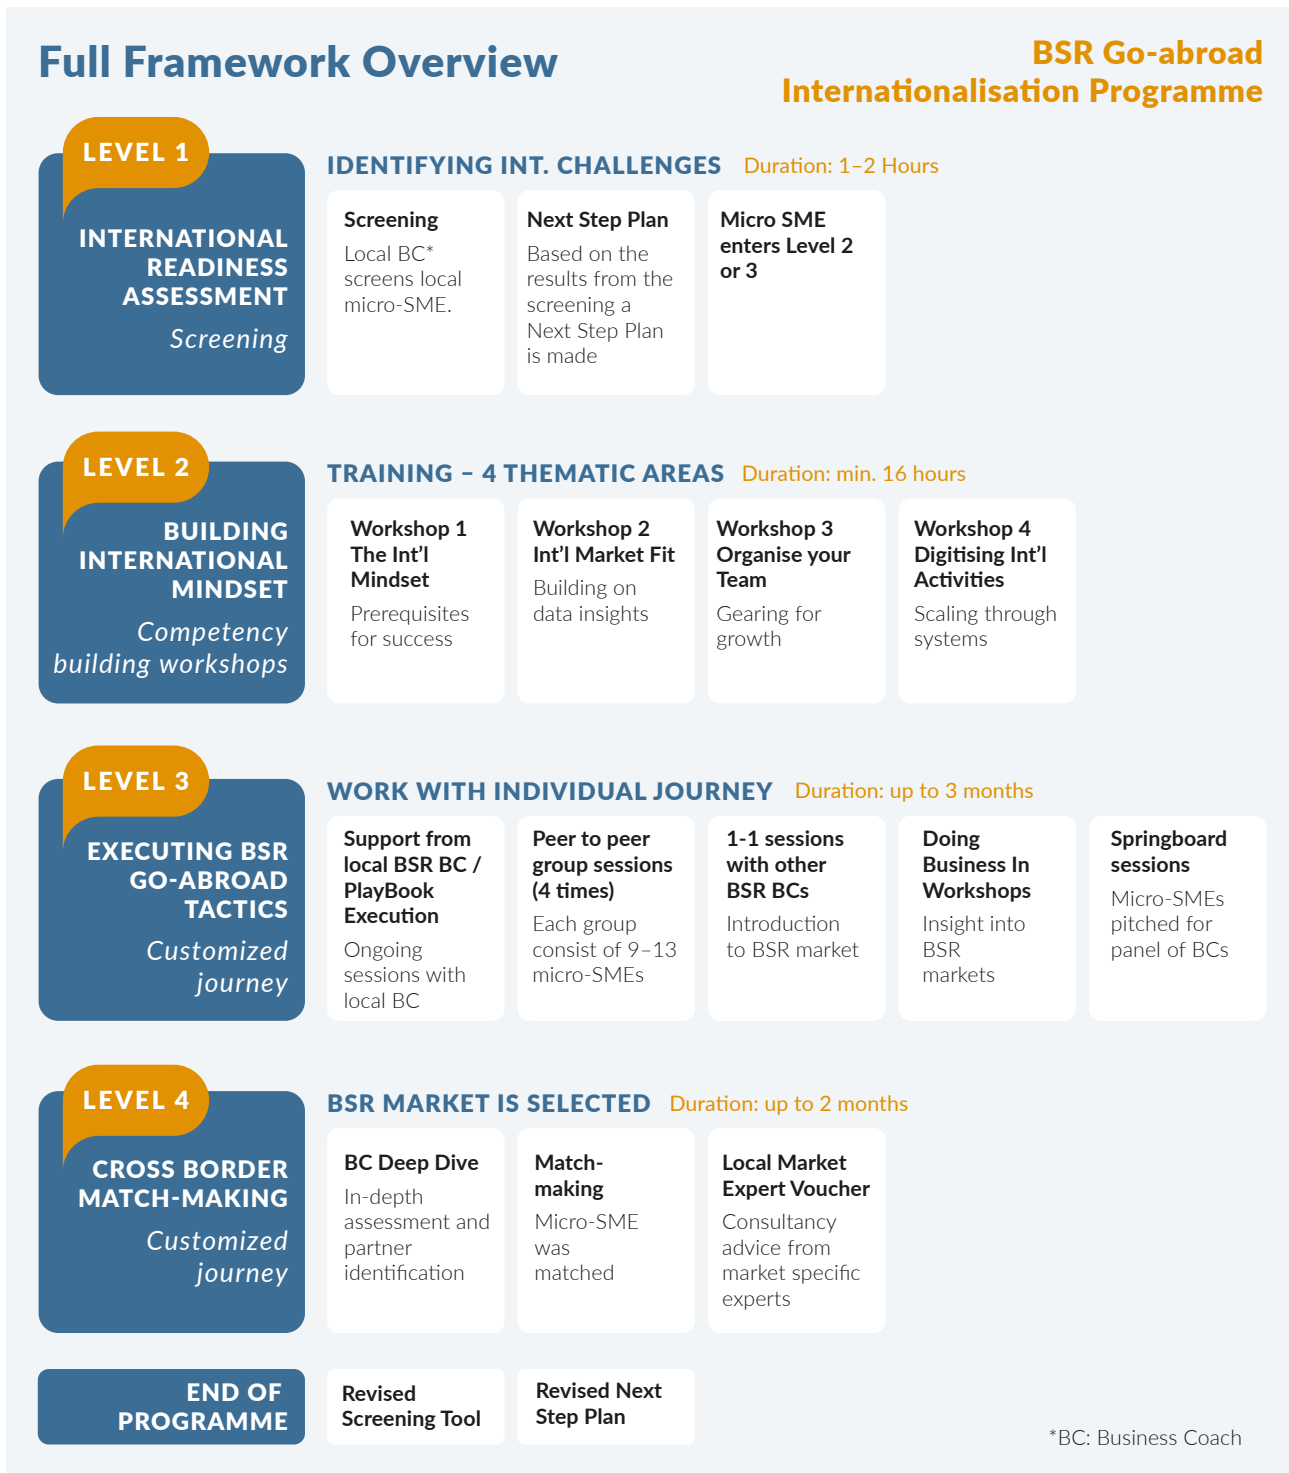 Full Framework Overview
BSR Go-abroad
Internationalisation Programme
LEVEL 1
INTERNATIONAL
READINESS
ASSESSMENT
Screening
IDENTIFYING INT. CHALLENGES
Duration: 1–2 Hours
Screening
Local BC*
screens local
micro-SME.
Next Step Plan
Based on the
results from the
screening a
Next Step Plan
is made
Micro SME
enters Level 2
or 3
LEVEL 2
BUILDING
INTERNATIONAL
MINDSET
Competency
building workshops
TRAINING – 4 THEMATIC AREAS
Duration: min. 16 hours
Workshop 1
The Int’l
Mindset
Prerequisites
for success
Workshop 2
Int’l Market Fit
Building on
data insights
Workshop 3
Organise your
Team
Gearing for
growth
Workshop 4
Digitising Int’l
Activities
Scaling through
systems
LEVEL 3
EXECUTING BSR
GO-ABROAD
TACTICS
Customized
journey
WORK WITH INDIVIDUAL JOURNEY
Duration: up to 3 months
Support from
local BSR BC /
PlayBook
Execution
Ongoing
sessions with
local BC
Peer to peer
group sessions
(4 times)
Each group
consist of 9–13
micro-SMEs
1-1 sessions
with other
BSR BCs
Introduction
to BSR market
Doing
Business In
Workshops
Insight into
BSR
markets
Springboard
sessions
Micro-SMEs
pitched for
panel of BCs
LEVEL 4
CROSS BORDER
MATCH-MAKING
Customized
journey
BSR MARKET IS SELECTED
Duration: up to 2 months
BC Deep Dive
In-depth
assessment and
partner
identification
Match-
making
Micro-SME
was
matched
Local Market
Expert Voucher
Consultancy
advice from
market specific
experts
END OF
PROGRAMME
Revised
Screening Tool
Revised Next
Step Plan
*BC: Business Coach